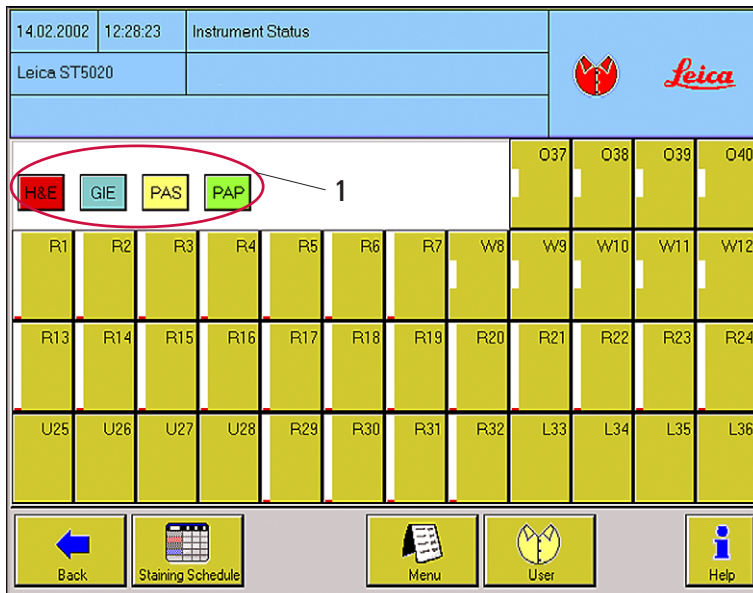 14.02.2002 12:28:23 Instrument Status
Leica ST5020
Leica
O37 O38 O39 O40
H&E GIE PAS PAP 1
R1 R2 R3 R4 R5 R6 R7 W8 W9 W10 W11 W12
R13 R14 R15 R16 R17 R18 R19 R20 R21 R22 R23 R24
U25 U26 U27 U28 R29 R30 R31 R32 L33 L34 L35 L36
Back Staining Schedule Menu User Help